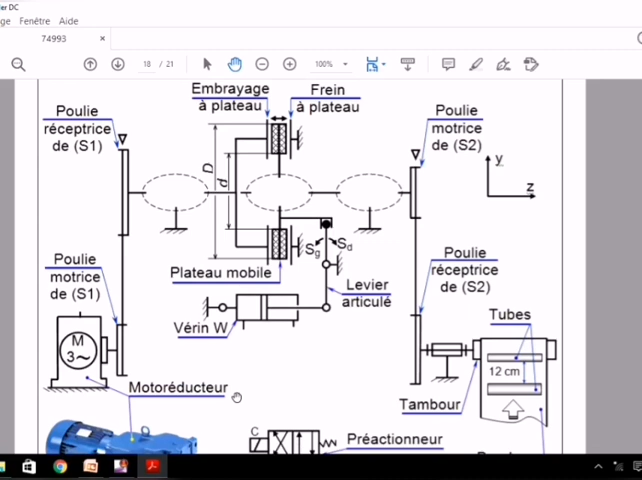 er DC
ge Fenêtre Aide
74993 ×
18 / 21
100%
Embrayage
à plateau
Frein
à plateau
Poulie
réceptrice
de (S1)
Poulie
motrice
de (S2)
D
d
y
z
Sg
Sd
Plateau mobile
Poulie
motrice
de (S1)
Levier
articulé
Poulie
réceptrice
de (S2)
Vérin W
Tubes
M
3~
12 cm
Motoréducteur
Tambour
C
Préactionneur